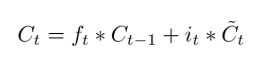 $C_t = f_t * C_{t-1} + i_t * \tilde{C}_t$